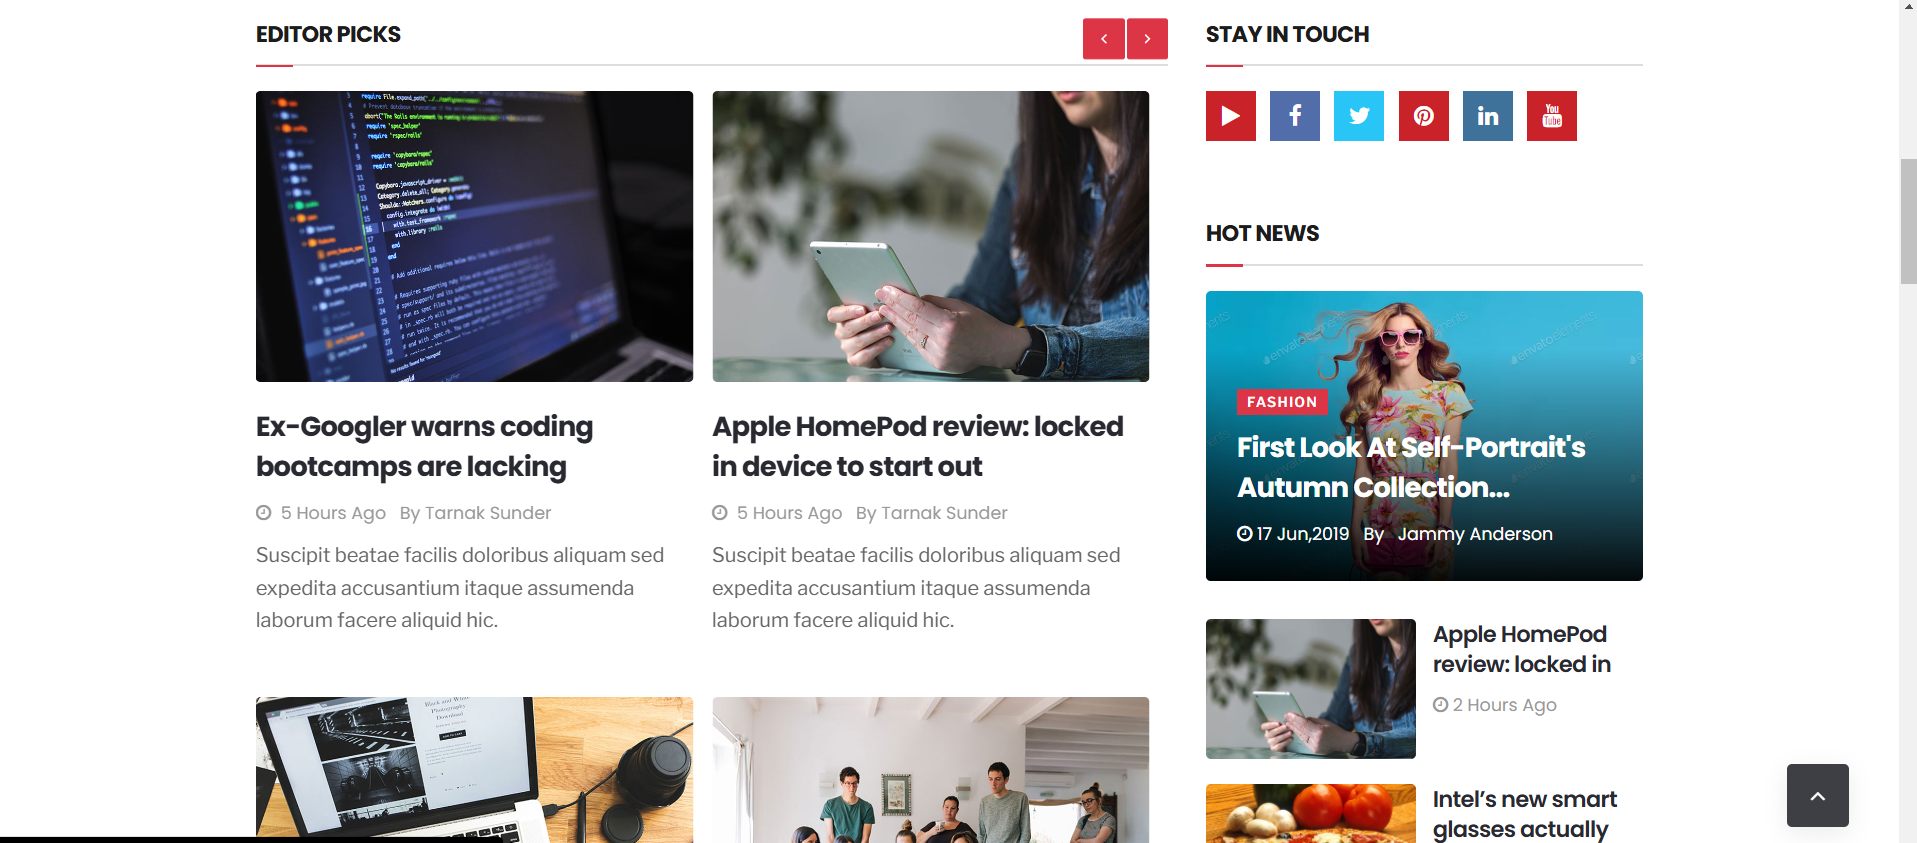 EDITOR PICKS
STAY IN TOUCH
You
Tube
HOT NEWS
Ex-Googler warns coding
bootcamps are lacking
5 Hours Ago By Tarnak Sunder
Suscipit beatae facilis doloribus aliquam sed
expedita accusantium itaque assumenda
laborum facere aliquid hic.
Apple HomePod review: locked
in device to start out
5 Hours Ago By Tarnak Sunder
Suscipit beatae facilis doloribus aliquam sed
expedita accusantium itaque assumenda
laborum facere aliquid hic.
FASHION
First Look At Self-Portrait's
Autumn Collection...
17 Jun,2019 By Jammy Anderson
Apple HomePod
review: locked in
2 Hours Ago
Intel's new smart
glasses actually